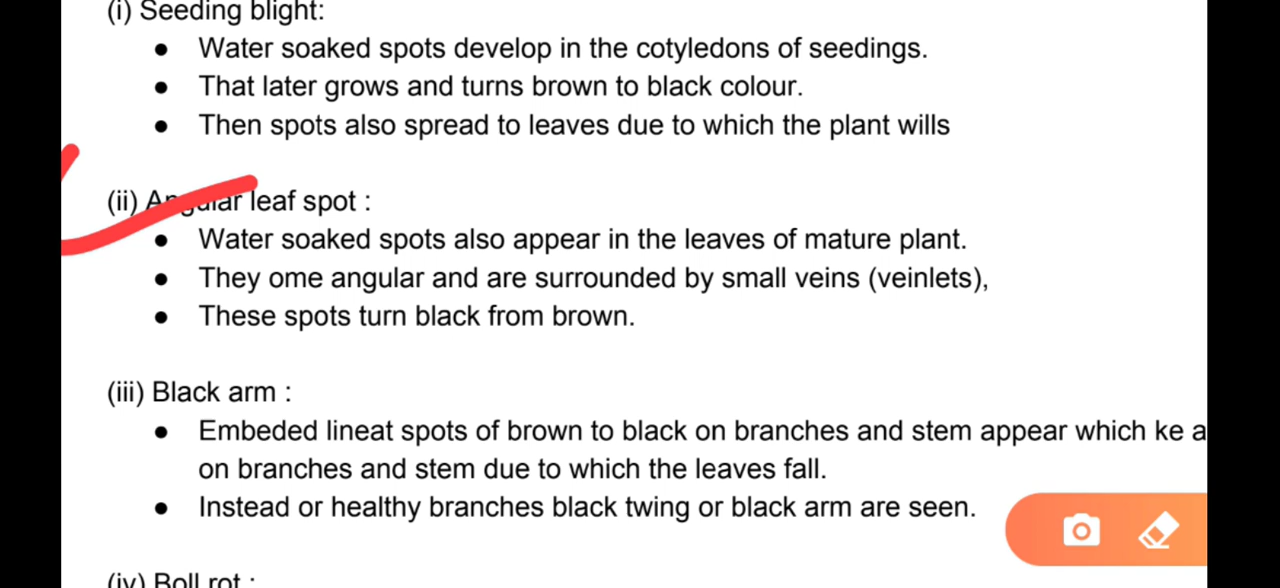 (i) Seeding blight:
● Water soaked spots develop in the cotyledons of seedings.
● That later grows and turns brown to black colour.
● Then spots also spread to leaves due to which the plant wills
(ii) Angular leaf spot :
● Water soaked spots also appear in the leaves of mature plant.
● They ome angular and are surrounded by small veins (veinlets),
● These spots turn black from brown.
(iii) Black arm :
● Embeded lineat spots of brown to black on branches and stem appear which ke a
on branches and stem due to which the leaves fall.
● Instead or healthy branches black twing or black arm are seen.
(iv) Boll rot :